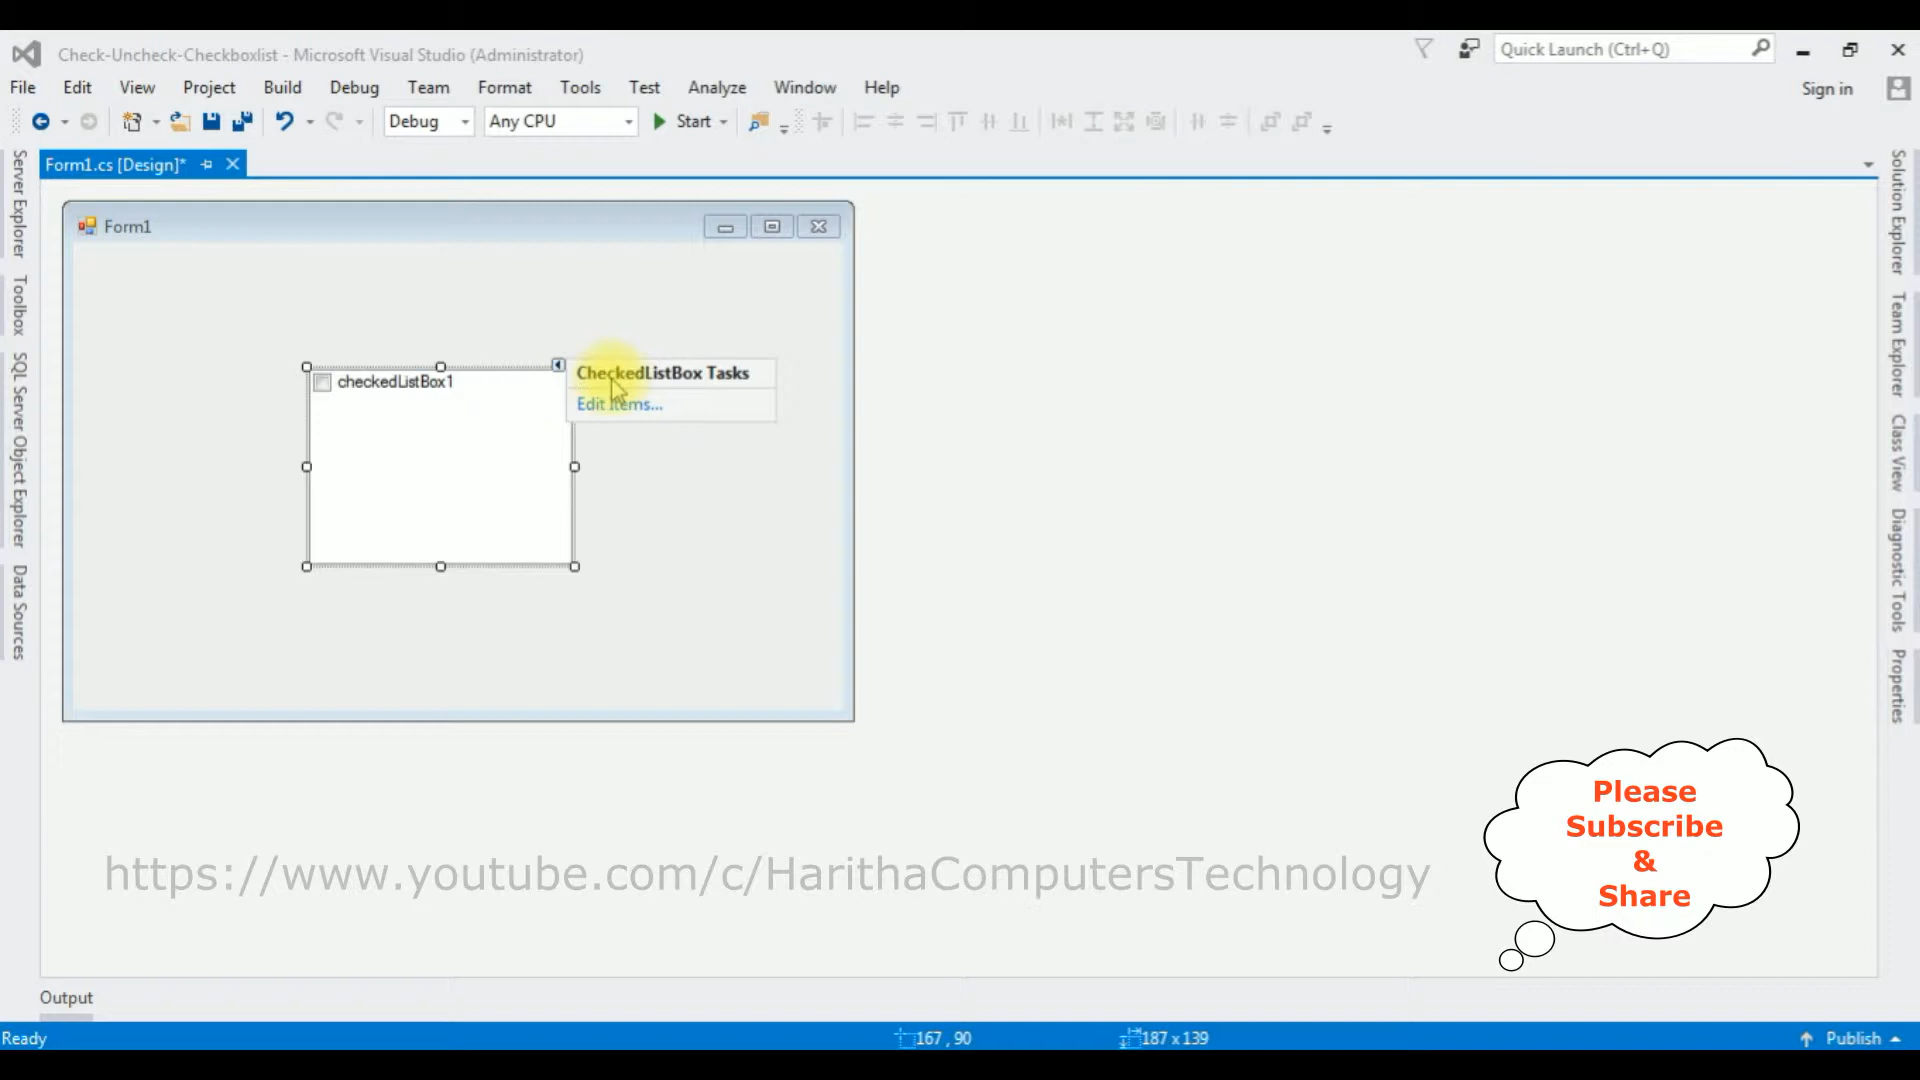 Check-Uncheck-Checkboxlist - Microsoft Visual Studio (Administrator)
Quick Launch (Ctrl+Q)
File Edit View Project Build Debug Team Format Tools Test Analyze Window Help
Sign in
Debug Any CPU Start
Form1.cs [Design]*
Server Explorer
Toolbox
SQL Server Object Explorer
Data Sources
Form1
checkedListBox1
CheckedListBox Tasks
Edit Items...
Solution Explorer
Team Explorer
Class View
Diagnostic Tools
Properties
Please
Subscribe
&
Share
https://www.youtube.com/c/HarithaComputersTechnology
Output
Ready 167 , 90 187 x 139 Publish